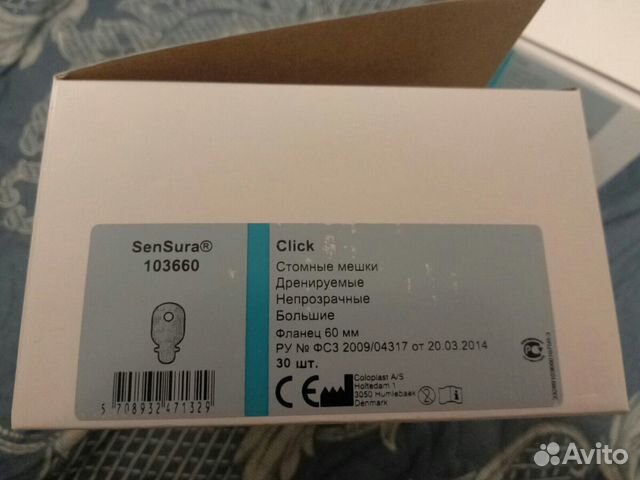 SenSura®
103660
Click
Стомные мешки
Дренируемые
Непрозрачные
Большие
Фланец 60 мм
РУ № ФСЗ 2009/04317 от 20.03.2014
30 шт.
CE
Coloplast A/S
Holtedam 1
3050 Humlebaek
Denmark
5 708932 471329
Avito